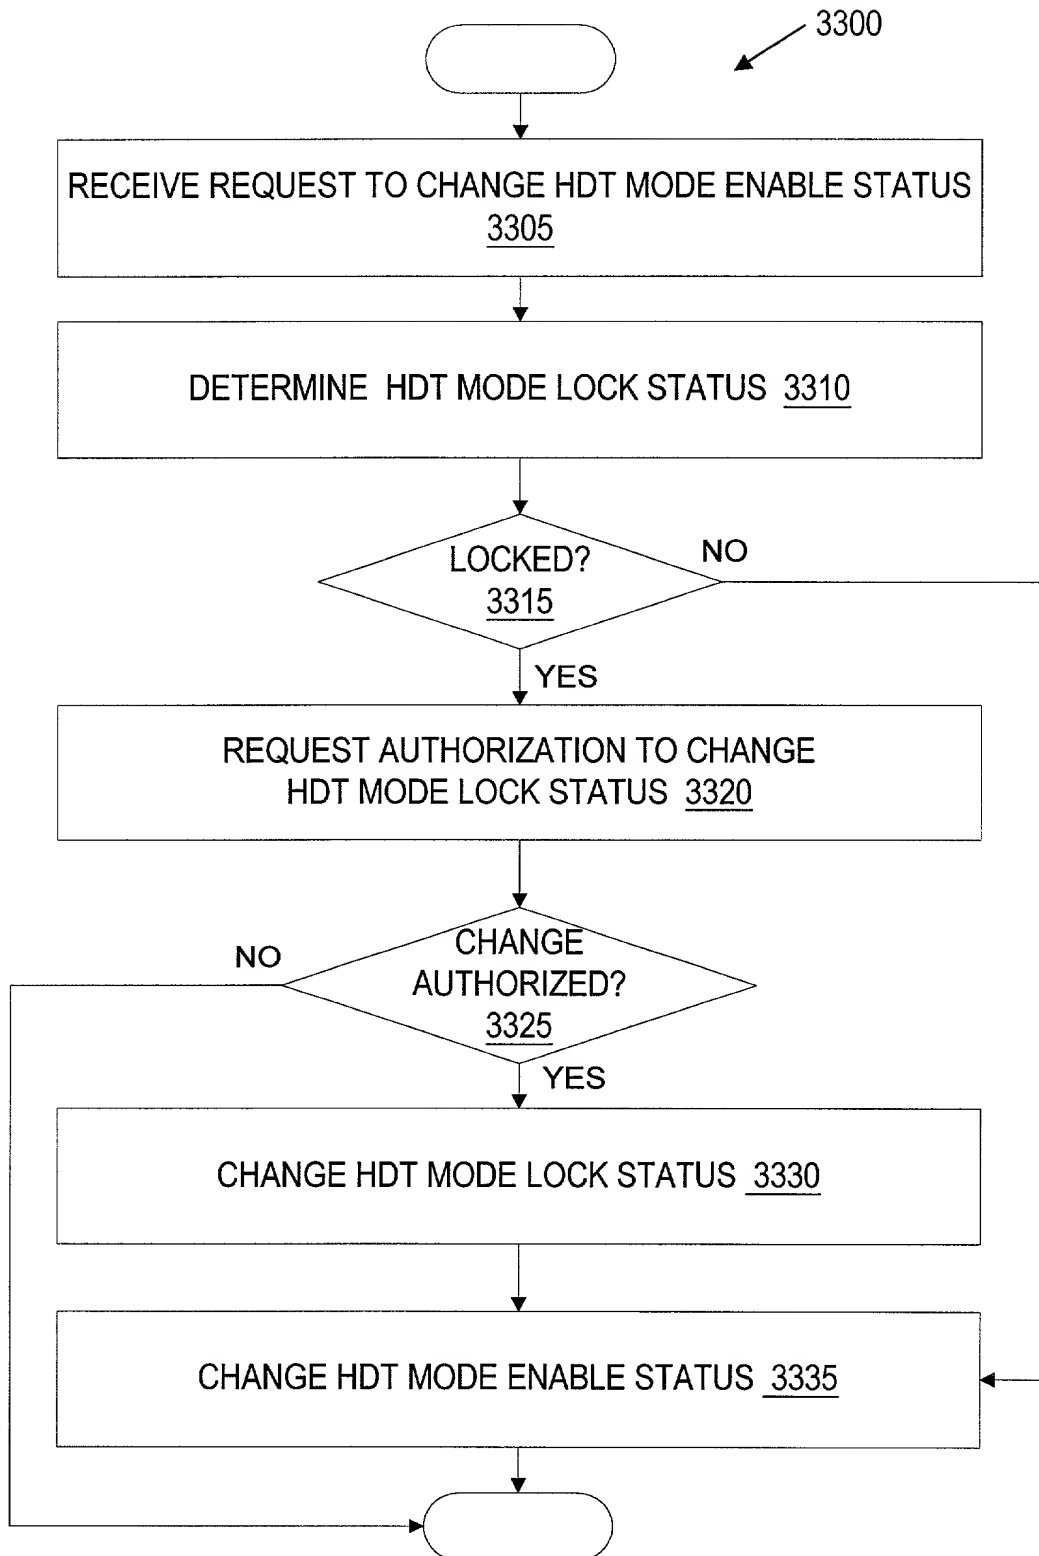 3300
RECEIVE REQUEST TO CHANGE HDT MODE ENABLE STATUS
3305
DETERMINE HDT MODE LOCK STATUS 3310
LOCKED?
3315
NO
YES
REQUEST AUTHORIZATION TO CHANGE
HDT MODE LOCK STATUS 3320
NO
CHANGE
AUTHORIZED?
3325
YES
CHANGE HDT MODE LOCK STATUS 3330
CHANGE HDT MODE ENABLE STATUS 3335